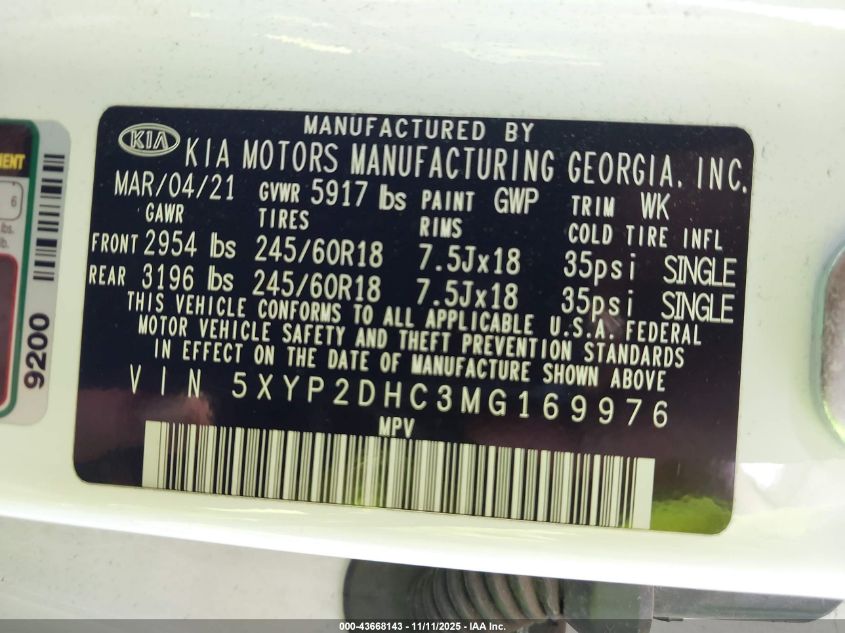 MANUFACTURED BY
KIA KIA MOTORS MANUFACTURING GEORGIA, INC.
MAR/04/21 GVWR 5917 lbs PAINT GWP TRIM WK
GAWR TIRES RIMS COLD TIRE INFL
FRONT 2954 lbs 245/60R18 7.5Jx18 35psi SINGLE
REAR 3196 lbs 245/60R18 7.5Jx18 35psi SINGLE
THIS VEHICLE CONFORMS TO ALL APPLICABLE U.S.A. FEDERAL
MOTOR VEHICLE SAFETY AND THEFT PREVENTION STANDARDS
IN EFFECT ON THE DATE OF MANUFACTURE SHOWN ABOVE
VIN 5XYP2DHC3MG169976
MPV
6
lbs.
lb.
9200
000-43668143 - 11/11/2025 - IAA Inc.